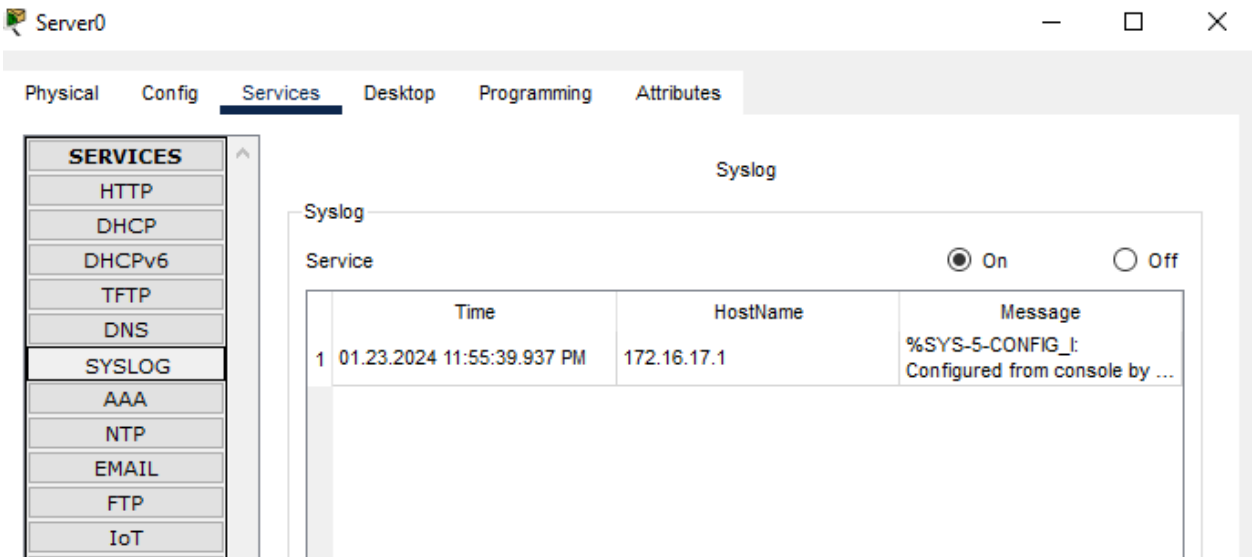 Server0
Physical Config Services Desktop Programming Attributes
SERVICES
HTTP
DHCP
DHCPv6
TFTP
DNS
SYSLOG
AAA
NTP
EMAIL
FTP
IoT
Syslog
Syslog
Service On Off
Time HostName Message
1 01.23.2024 11:55:39.937 PM 172.16.17.1 %SYS-5-CONFIG_I:
Configured from console by ...